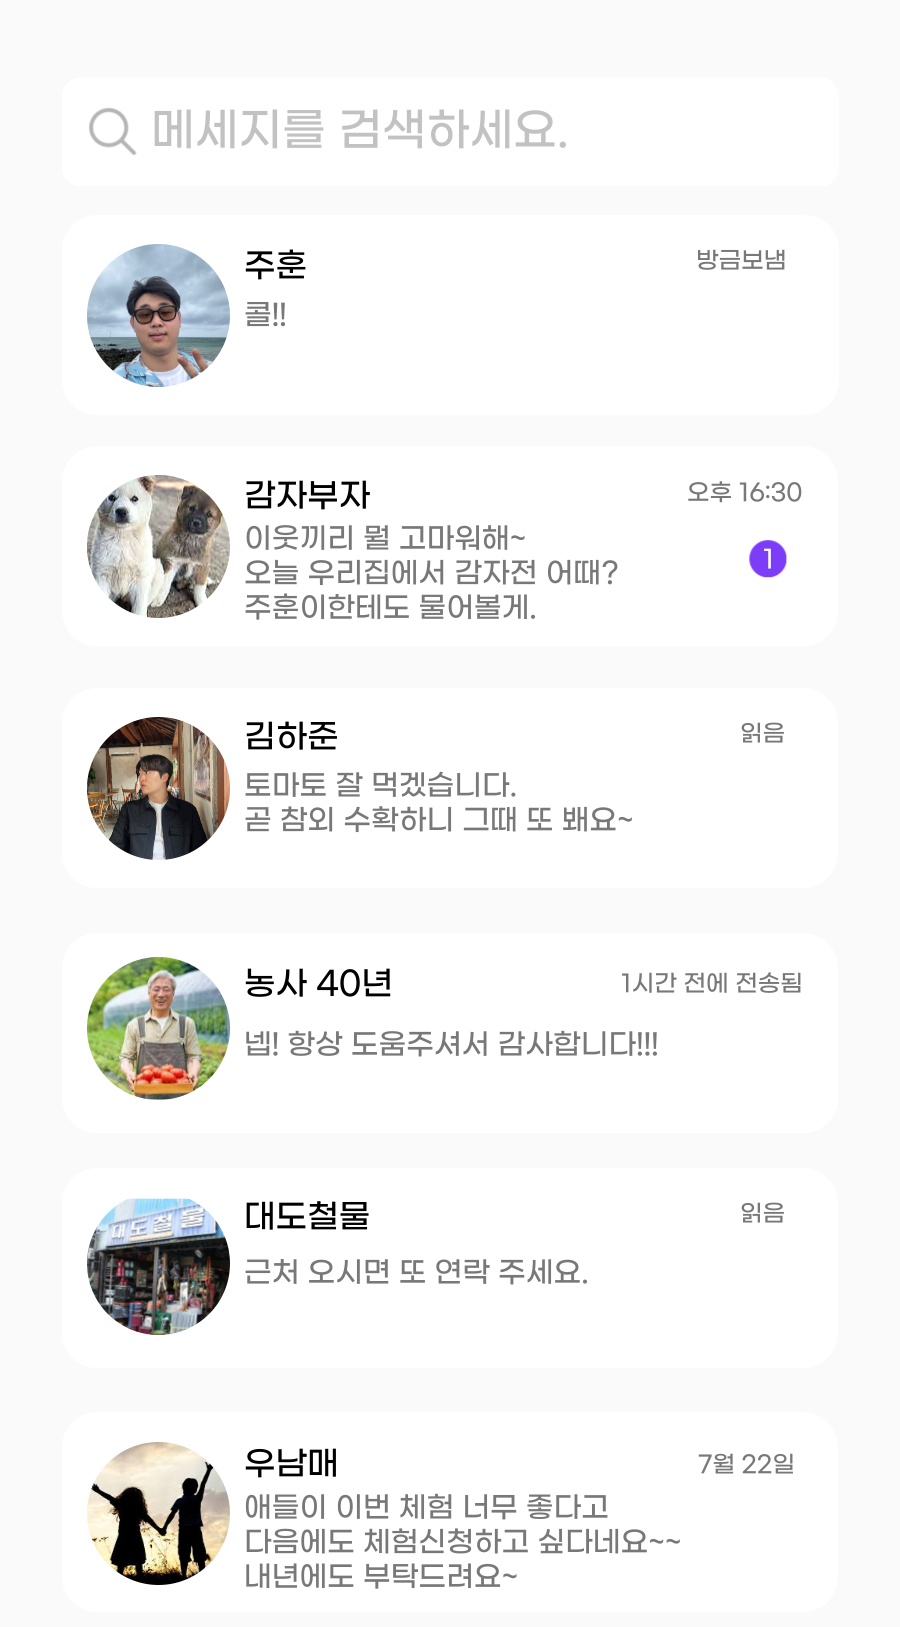 메세지를 검색하세요.
주훈
방금보냄
콜!!
감자부자
오후 16:30
이웃끼리 뭘 고마워해~
오늘 우리집에서 감자전 어때?
1
주훈이한테도 물어볼게.
김하준
읽음
토마토 잘 먹겠습니다.
곧 참외 수확하니 그때 또 봬요~
농사 40년
1시간 전에 전송됨
넵! 항상 도움주셔서 감사합니다!!!
대도철물
대도철물
읽음
근처 오시면 또 연락 주세요.
우남매
7월 22일
애들이 이번 체험 너무 좋다고
다음에도 체험신청하고 싶다네요~~
내년에도 부탁드려요~